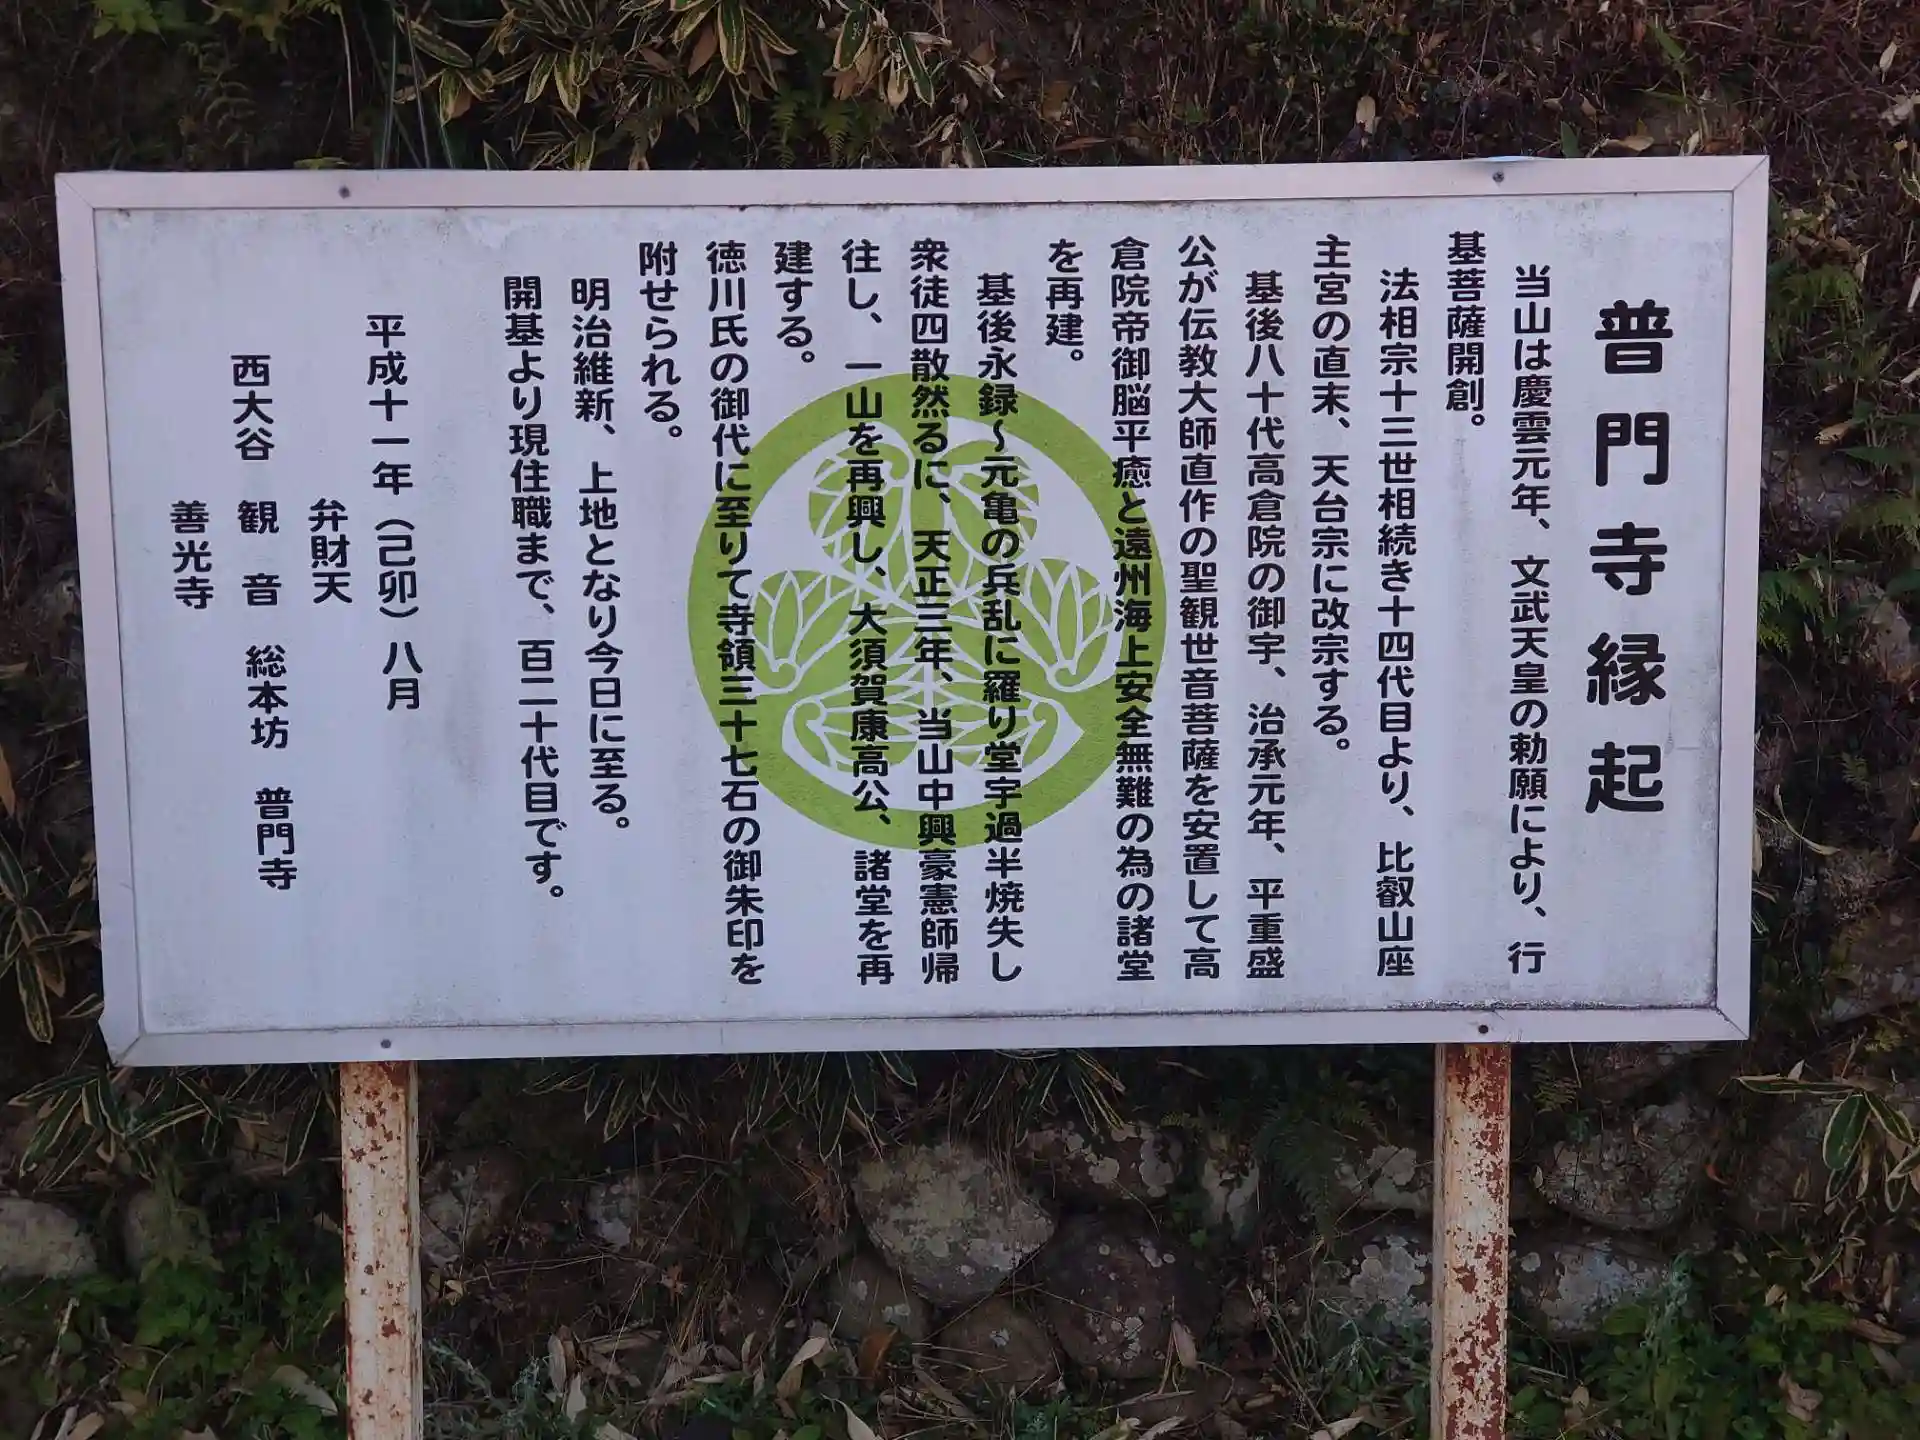 普門寺縁起
当山は慶雲元年、文武天皇の勅願により、行
基菩薩開創。
法相宗十三世相続き十四代目より、比叡山座
主宮の直末、天台宗に改宗する。
基後八十代高倉院の御宇、治承元年、平重盛
公が伝教大師直作の聖観世音菩薩を安置して高
倉院帝御脳平癒と遠州海上安全無難の為の諸堂
を再建。
基後永録〜元亀の兵乱に羅り堂宇過半焼失し
衆徒四散然るに、天正三年、当山中興豪憲師帰
往し、一山を再興し、大須賀康高公、諸堂を再
建する。
徳川氏の御代に至りて寺領三十七石の御朱印を
附せられる。
明治維新、上地となり今日に至る。
開基より現住職まで、百二十代目です。
平成十一年（己卯）八月
弁財天
西大谷 観音 総本坊 普門寺
善光寺